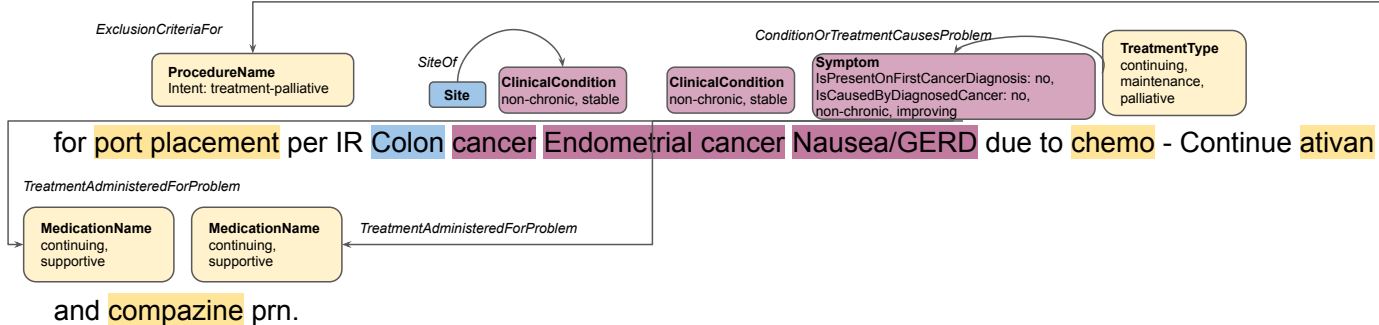 ExclusionCriteriaFor
ConditionOrTreatmentCausesProblem
SiteOf
ProcedureName
Intent: treatment-palliative
Site
ClinicalCondition
non-chronic, stable
ClinicalCondition
non-chronic, stable
Symptom
IsPresentOnFirstCancerDiagnosis: no,
IsCausedByDiagnosedCancer: no,
non-chronic, improving
TreatmentType
continuing,
maintenance,
palliative
for port placement per IR Colon cancer Endometrial cancer Nausea/GERD due to chemo - Continue ativan
TreatmentAdministeredForProblem
MedicationName
continuing,
supportive
MedicationName
continuing,
supportive
TreatmentAdministeredForProblem
and compazine prn.